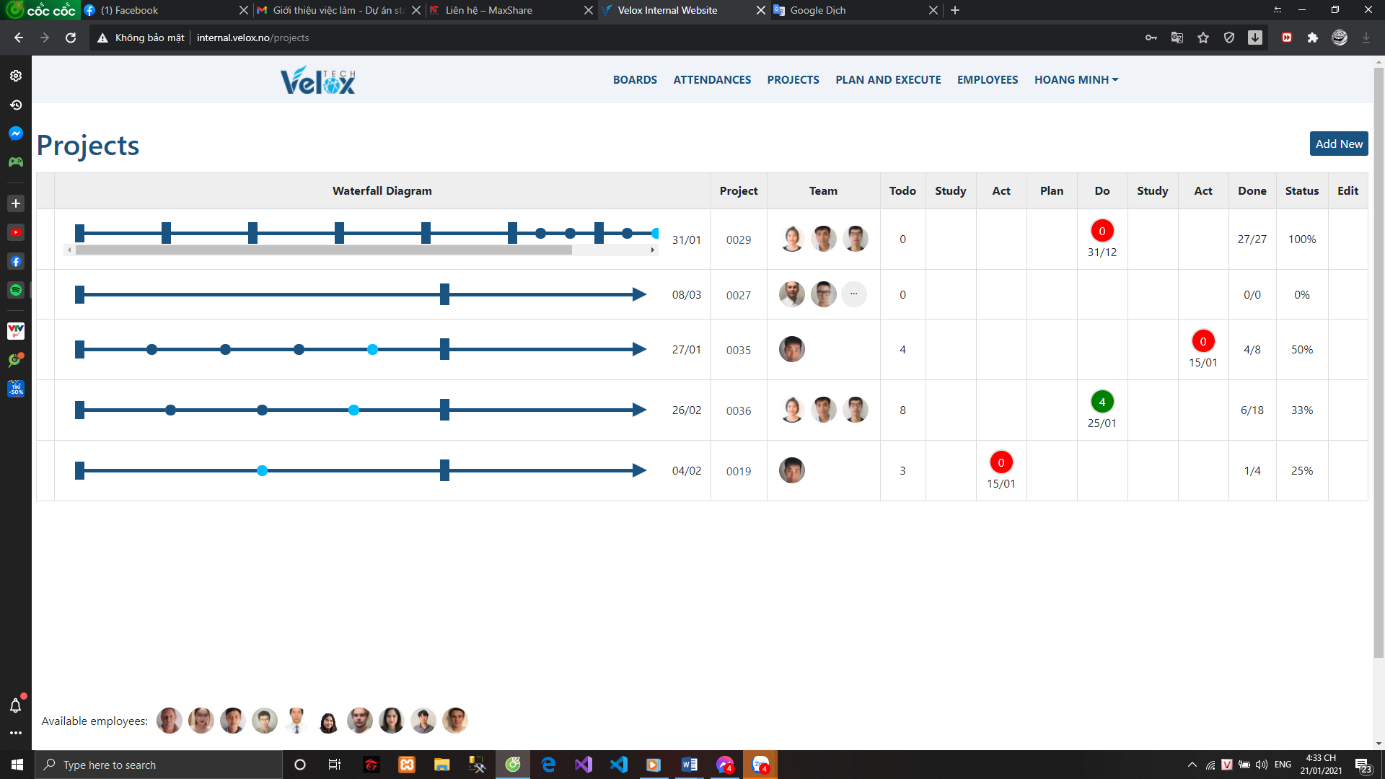 cốc cốc
(1) Facebook
Giới thiệu việc làm - Dự án st
Liên hệ – MaxShare
Velox Internal Website
Google Dịch
Không bảo mật
internal.velox.no/projects
Velox TECH
BOARDS ATTENDANCES PROJECTS PLAN AND EXECUTE EMPLOYEES HOANG MINH
Projects
Add New
Waterfall Diagram Project Team Todo Study Act Plan Do Study Act Done Status Edit
31/01 0029 0 0 31/12 27/27 100%
08/03 0027 ... 0 0/0 0%
27/01 0035 4 0 15/01 4/8 50%
26/02 0036 8 4 25/01 6/18 33%
04/02 0019 3 0 15/01 1/4 25%
Available employees:
Type here to search
ENG
4:33 CH
21/01/2021
23